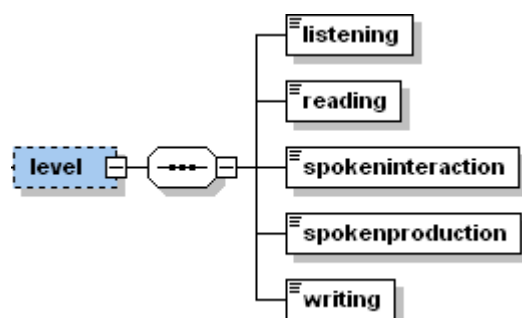 listening
reading
level
spokeninteraction
spokenproduction
writing